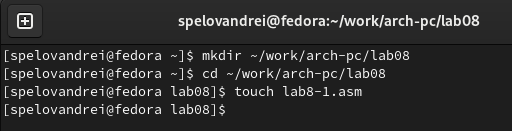 spelovandrei@fedora:~/work/arch-pc/lab08
[spelovandrei@fedora ~]$ mkdir ~/work/arch-pc/lab08
[spelovandrei@fedora ~]$ cd ~/work/arch-pc/lab08
[spelovandrei@fedora lab08]$ touch lab8-1.asm
[spelovandrei@fedora lab08]$